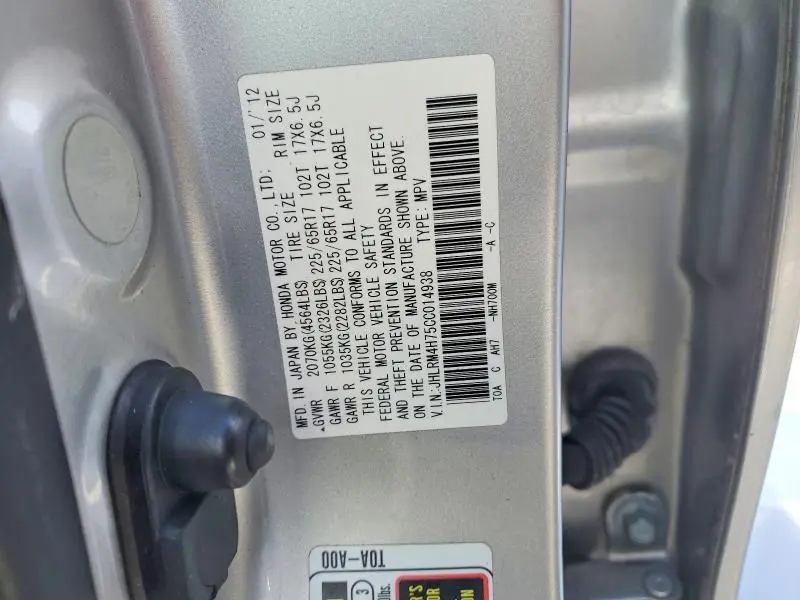 MFD. IN JAPAN BY HONDA MOTOR CO., LTD; 01/'12
GVWR 2070KG(4564LBS) TIRE SIZE RIM SIZE
GAWR F 1055KG(2326LBS) 225/65R17 102T 17X6.5J
GAWR R 1035KG(2282LBS) 225/65R17 102T 17X6.5J
THIS VEHICLE CONFORMS TO ALL APPLICABLE
FEDERAL MOTOR VEHICLE SAFETY
AND THEFT PREVENTION STANDARDS IN EFFECT
ON THE DATE OF MANUFACTURE SHOWN ABOVE.
V.I.N:JHLRM4H75CC014938 TYPE: MPV
T0A C AH7 -NH700M -A -C
T0A-A00
3
lbs.